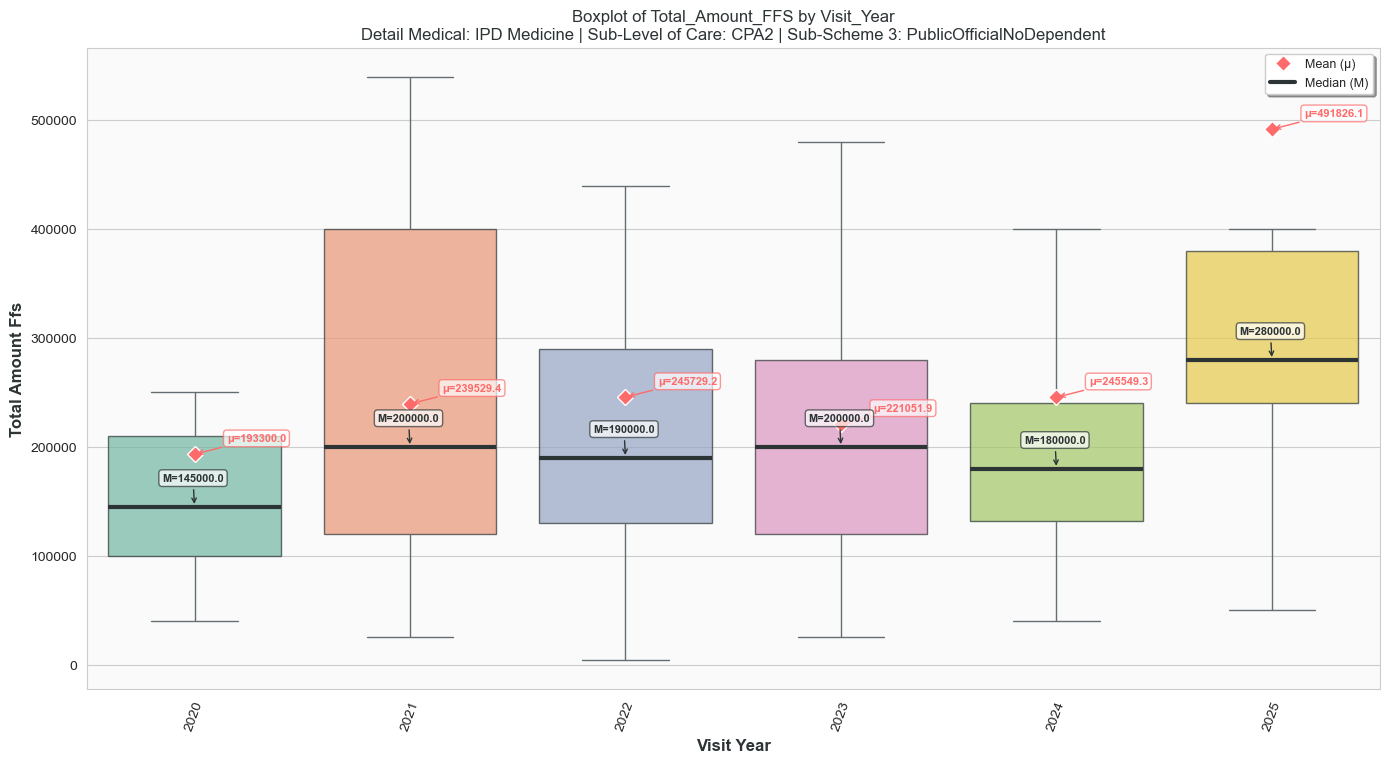 Boxplot of Total_Amount_FFS by Visit_Year
Detail Medical: IPD Medicine | Sub-Level of Care: CPA2 | Sub-Scheme 3: PublicOfficialNoDependent
Mean (μ)
Median (M)
Total Amount Ffs
500000
400000
300000
200000
100000
0
μ=193300.0
M=145000.0
μ=239529.4
M=200000.0
μ=245729.2
M=190000.0
μ=221051.9
M=200000.0
μ=245549.3
M=180000.0
μ=491826.1
M=280000.0
2020
2021
2022
2023
2024
2025
Visit Year